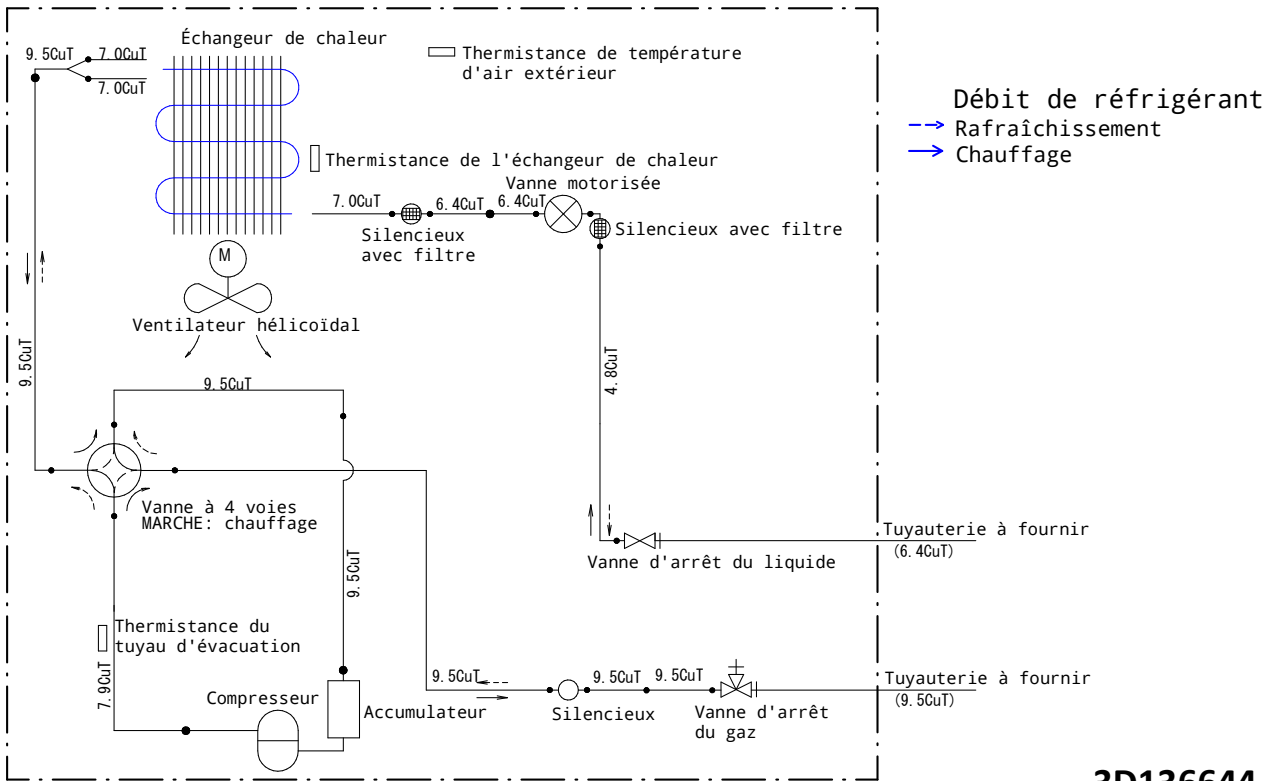 Échangeur de chaleur
9.5CuT
7.0CuT
7.0CuT
Thermistance de température
d'air extérieur
Débit de réfrigérant
Rafraîchissement
Chauffage
Thermistance de l'échangeur de chaleur
Vanne motorisée
7.0CuT
6.4CuT
6.4CuT
Silencieux
avec filtre
Silencieux avec filtre
M
Ventilateur hélicoïdal
9.5CuT
9.5CuT
4.8CuT
Vanne à 4 voies
MARCHE: chauffage
9.5CuT
Tuyauterie à fournir
(6.4CuT)
Vanne d'arrêt du liquide
Thermistance du
tuyau d'évacuation
7.9CuT
Compresseur
Accumulateur
9.5CuT
9.5CuT
9.5CuT
Silencieux
Vanne d'arrêt
du gaz
Tuyauterie à fournir
(9.5CuT)
3D136644